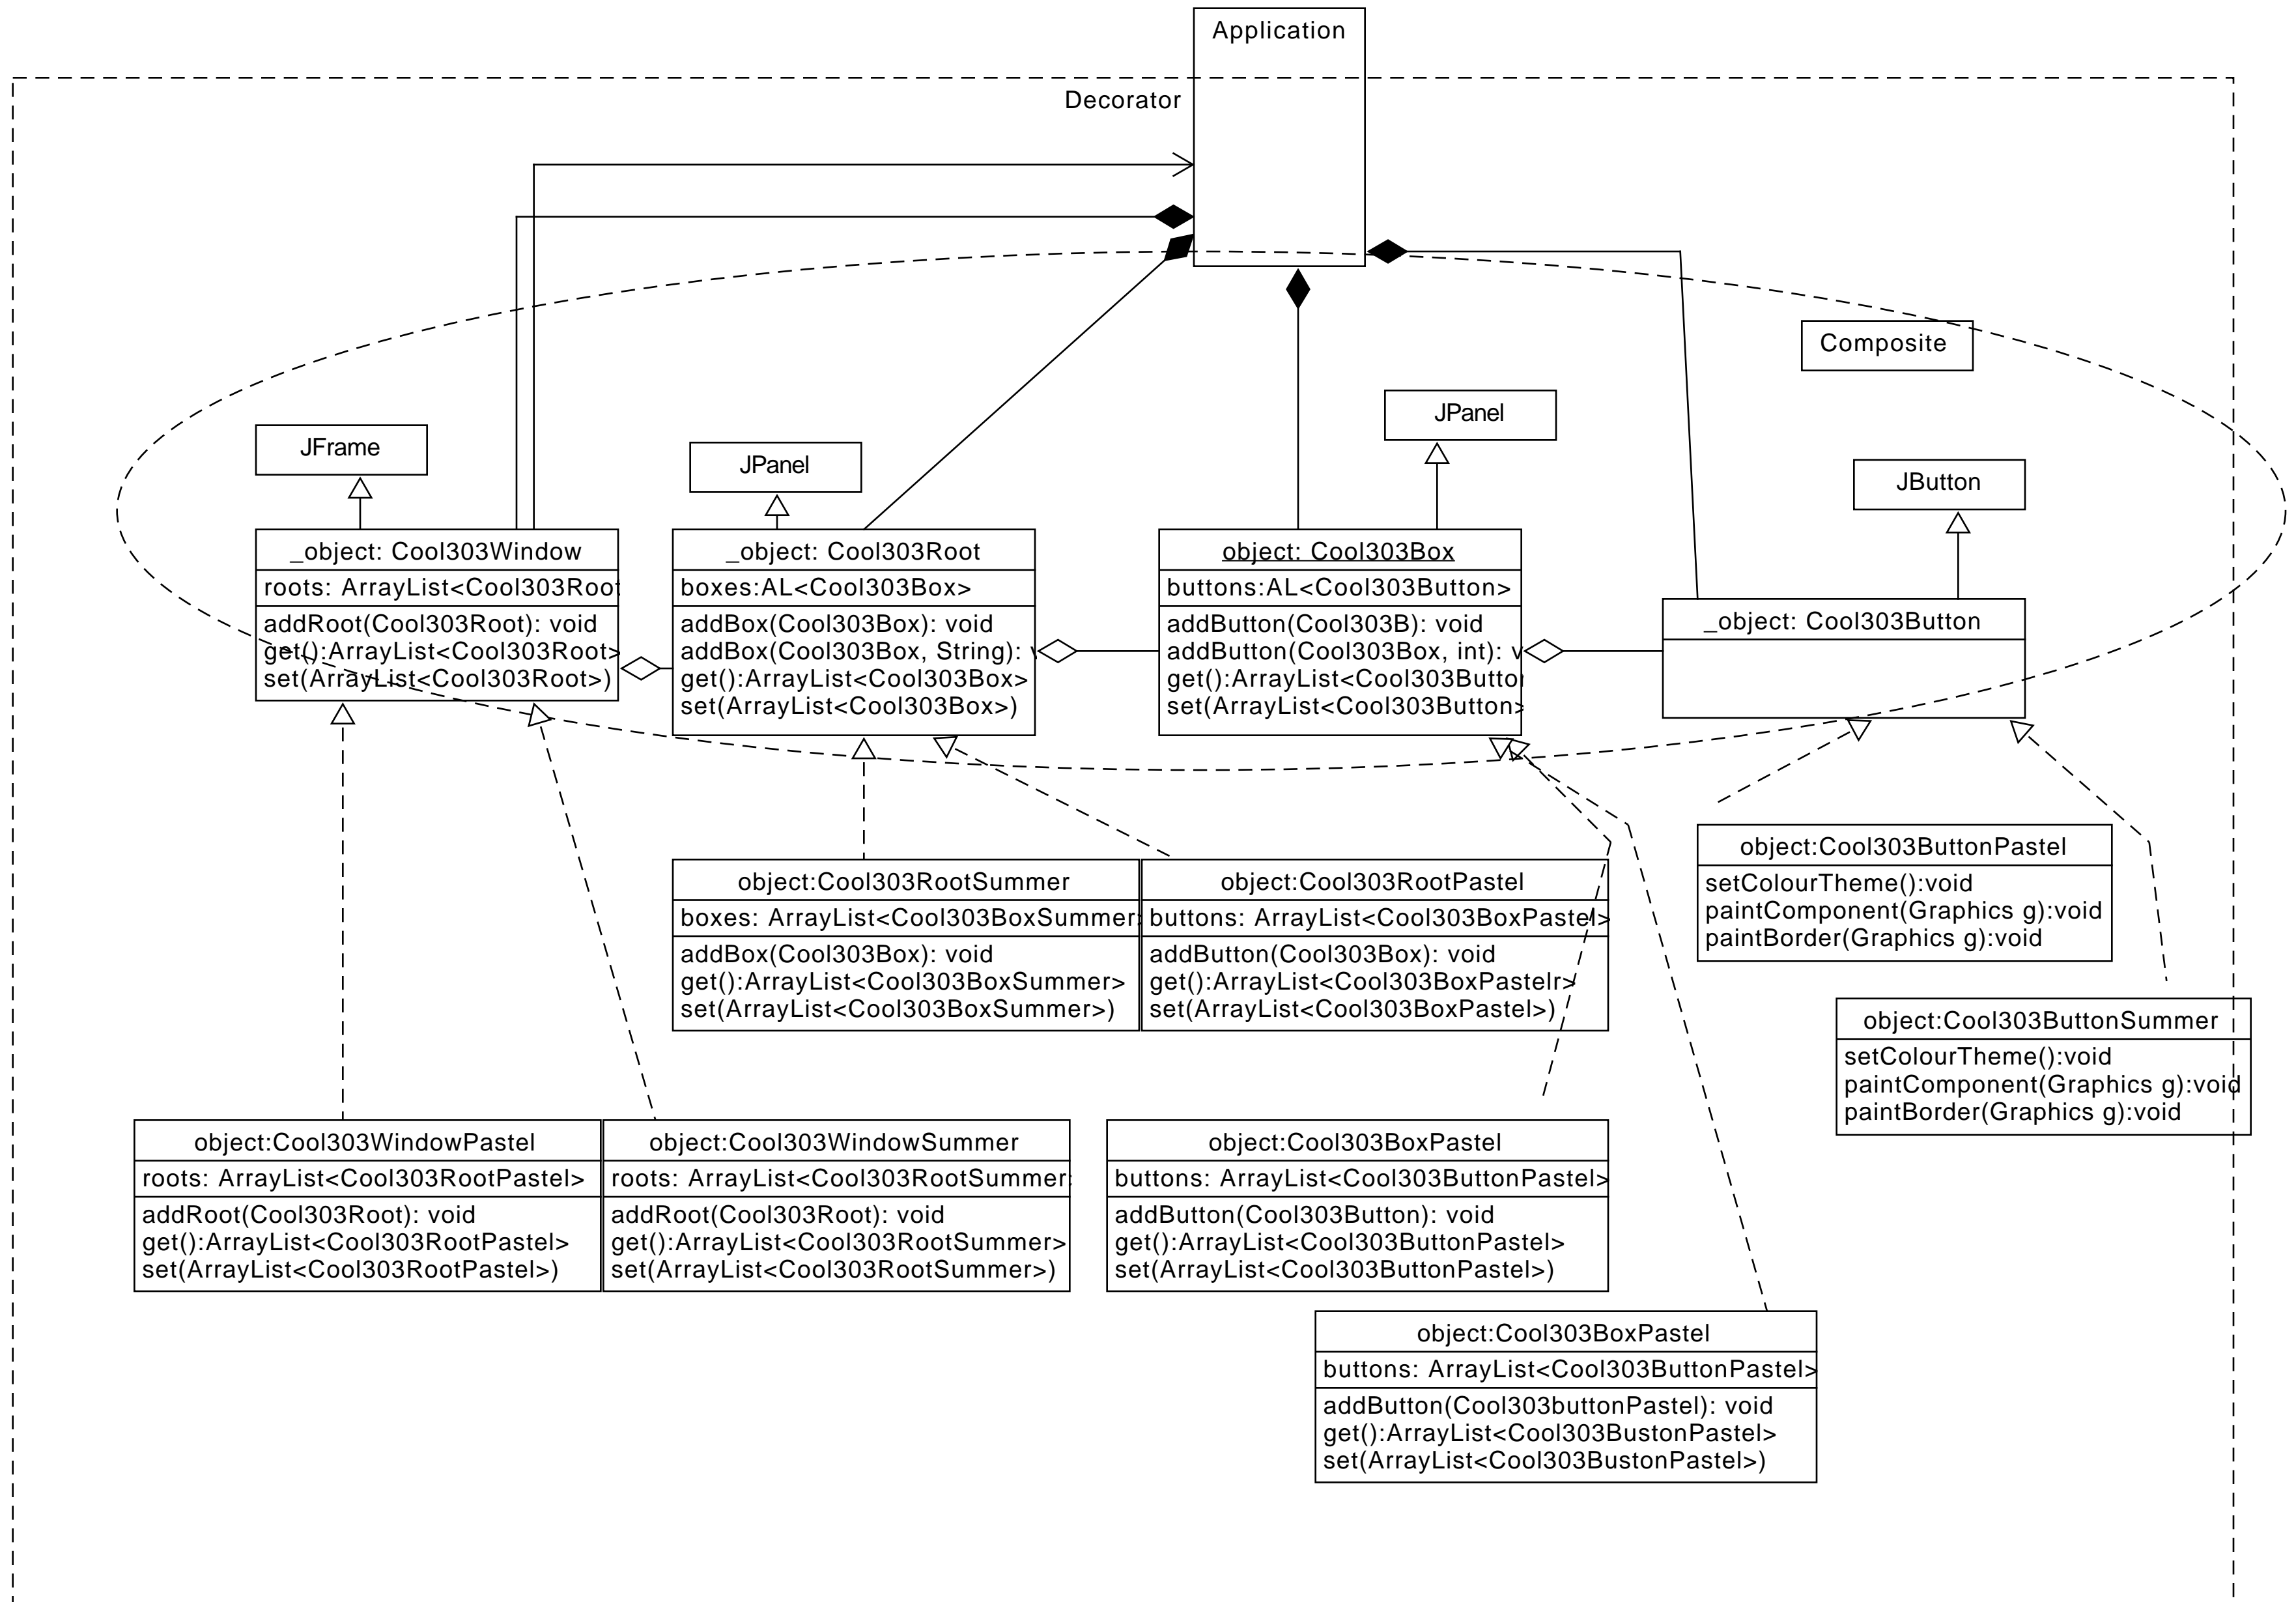 Application
Decorator
Composite
JFrame
JPanel
JPanel
JButton
_object: Cool303Window
roots: ArrayList<Cool303Root
addRoot(Cool303Root): void
get():ArrayList<Cool303Root>
set(ArrayList<Cool303Root>)
_object: Cool303Root
boxes:AL<Cool303Box>
addBox(Cool303Box): void
addBox(Cool303Box, String): v
get():ArrayList<Cool303Box>
set(ArrayList<Cool303Box>)
object: Cool303Box
buttons:AL<Cool303Button>
addButton(Cool303B): void
addButton(Cool303Box, int): v
get():ArrayList<Cool303Button
set(ArrayList<Cool303Button>
_object: Cool303Button
object:Cool303RootSummer
boxes: ArrayList<Cool303BoxSummer>
addBox(Cool303Box): void
get():ArrayList<Cool303BoxSummer>
set(ArrayList<Cool303BoxSummer>)
object:Cool303RootPastel
buttons: ArrayList<Cool303BoxPastel>
addButton(Cool303Box): void
get():ArrayList<Cool303BoxPastelr>
set(ArrayList<Cool303BoxPastel>)
object:Cool303ButtonPastel
setColourTheme():void
paintComponent(Graphics g):void
paintBorder(Graphics g):void
object:Cool303ButtonSummer
setColourTheme():void
paintComponent(Graphics g):void
paintBorder(Graphics g):void
object:Cool303WindowPastel
roots: ArrayList<Cool303RootPastel>
addRoot(Cool303Root): void
get():ArrayList<Cool303RootPastel>
set(ArrayList<Cool303RootPastel>)
object:Cool303WindowSummer
roots: ArrayList<Cool303RootSummer>
addRoot(Cool303Root): void
get():ArrayList<Cool303RootSummer>
set(ArrayList<Cool303RootSummer>)
object:Cool303BoxPastel
buttons: ArrayList<Cool303ButtonPastel>
addButton(Cool303Button): void
get():ArrayList<Cool303ButtonPastel>
set(ArrayList<Cool303ButtonPastel>)
object:Cool303BoxPastel
buttons: ArrayList<Cool303ButtonPastel>
addButton(Cool303buttonPastel): void
get():ArrayList<Cool303BustonPastel>
set(ArrayList<Cool303BustonPastel>)